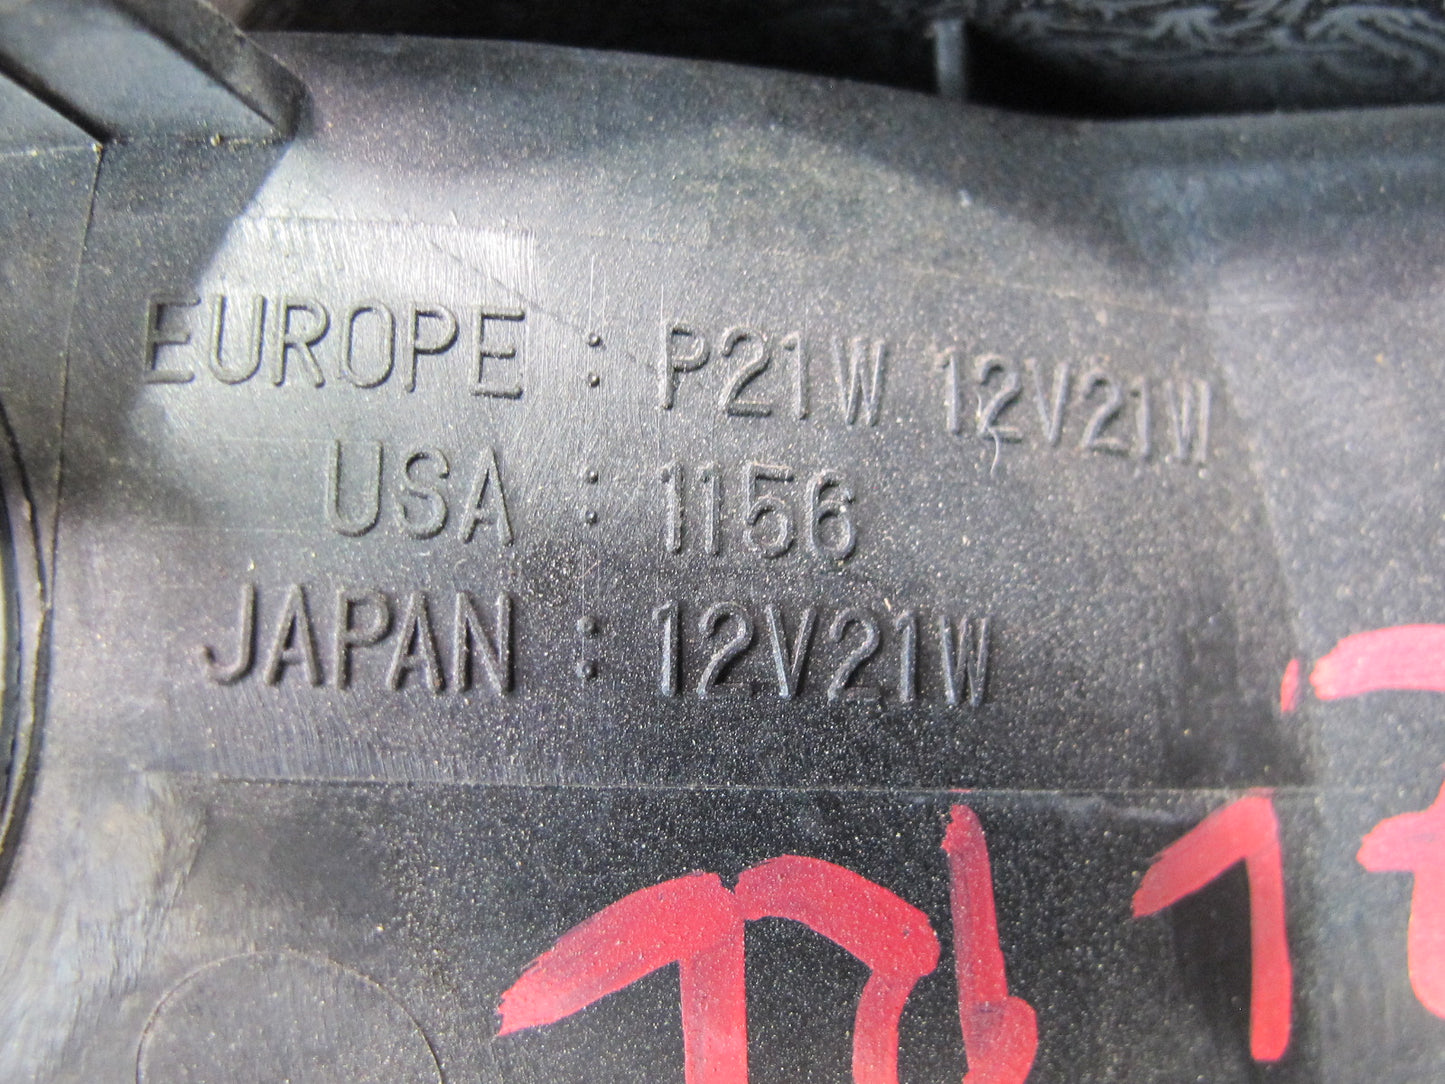 EUROPE : P21W 12V21W
USA : 1156
JAPAN : 12V21W